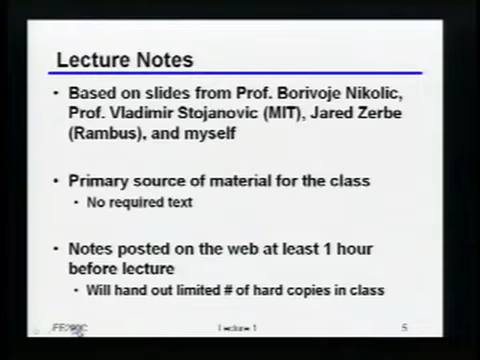 Lecture Notes
• Based on slides from Prof. Borivoje Nikolic,
Prof. Vladimir Stojanovic (MIT), Jared Zerbe
(Rambus), and myself
• Primary source of material for the class
• No required text
• Notes posted on the web at least 1 hour
before lecture
• Will hand out limited # of hard copies in class
Lecture 1
5